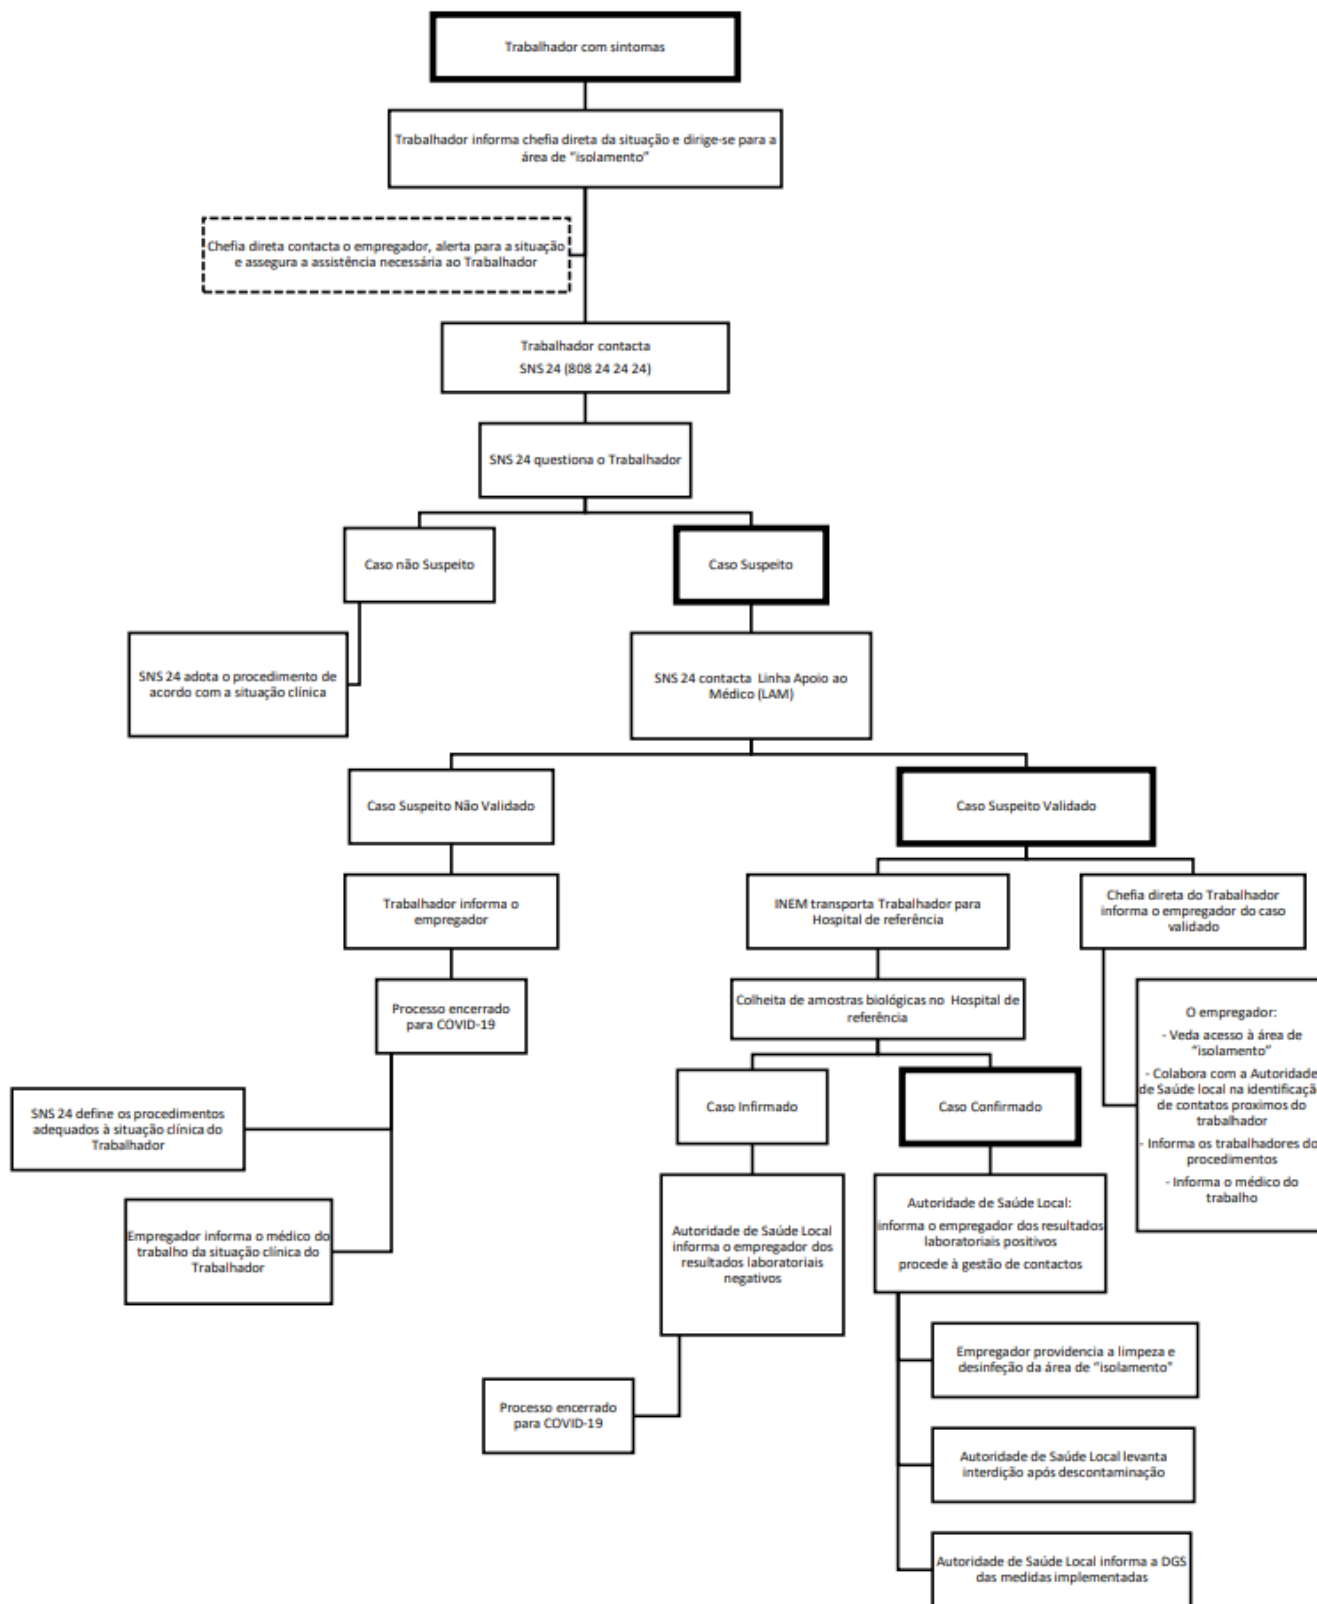 Trabalhador com sintomas
Trabalhador informa chefia direta da situação e dirige-se para a
área de “isolamento”
Chefia direta contacta o empregador, alerta para a situação
e assegura a assistência necessária ao Trabalhador
Trabalhador contacta
SNS 24 (808 24 24 24)
SNS 24 questiona o Trabalhador
Caso não Suspeito
Caso Suspeito
SNS 24 adota o procedimento de
acordo com a situação clínica
SNS 24 contacta Linha Apoio ao
Médico (LAM)
Caso Suspeito Não Validado
Caso Suspeito Validado
Trabalhador informa o
empregador
INEM transporta Trabalhador para
Hospital de referência
Chefia direta do Trabalhador
informa o empregador do caso
validado
Processo encerrado
para COVID-19
Colheita de amostras biológicas no Hospital de
referência
O empregador:
- Veda acesso à área de
“isolamento”
- Colabora com a Autoridade
de Saúde local na identificação
de contatos proximos do
trabalhador
- Informa os trabalhadores do
procedimentos
- Informa o médico do
trabalho
SNS 24 define os procedimentos
adequados à situação clínica do
Trabalhador
Caso Infirmado
Caso Confirmado
Empregador informa o médico do
trabalho da situação clínica do
Trabalhador
Autoridade de Saúde Local
informa o empregador dos
resultados laboratoriais
negativos
Autoridade de Saúde Local:
informa o empregador dos resultados
laboratoriais positivos
procede à gestão de contactos
Processo encerrado
para COVID-19
Empregador providencia a limpeza e
desinfeção da área de “isolamento”
Autoridade de Saúde Local levanta
interdição após descontaminação
Autoridade de Saúde Local informa a DGS
das medidas implementadas